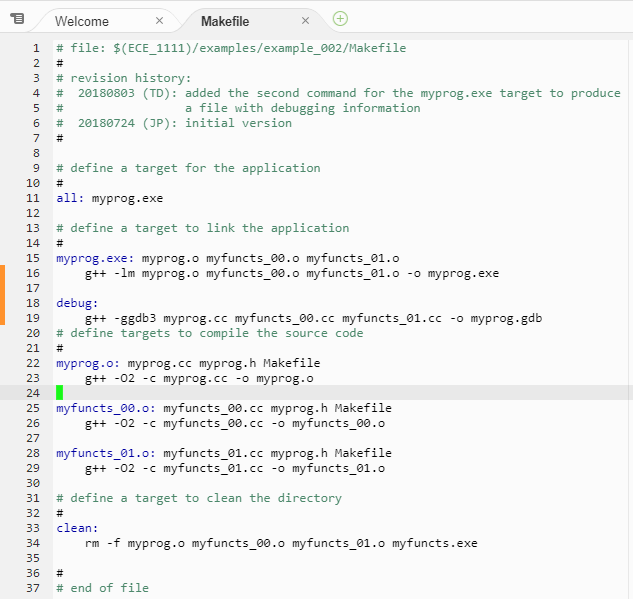 Welcome × Makefile ×
1 # file: $(ECE_1111)/examples/example_002/Makefile
2 #
3 # revision history:
4 #  20180803 (TD): added the second command for the myprog.exe target to produce
5 #                 a file with debugging information
6 #  20180724 (JP): initial version
7 #
8
9 # define a target for the application
10 #
11 all: myprog.exe
12
13 # define a target to link the application
14 #
15 myprog.exe: myprog.o myfuncts_00.o myfuncts_01.o
16     g++ -lm myprog.o myfuncts_00.o myfuncts_01.o -o myprog.exe
17
18 debug:
19     g++ -ggdb3 myprog.cc myfuncts_00.cc myfuncts_01.cc -o myprog.gdb
20 # define targets to compile the source code
21 #
22 myprog.o: myprog.cc myprog.h Makefile
23     g++ -O2 -c myprog.cc -o myprog.o
24
25 myfuncts_00.o: myfuncts_00.cc myprog.h Makefile
26     g++ -O2 -c myfuncts_00.cc -o myfuncts_00.o
27
28 myfuncts_01.o: myfuncts_01.cc myprog.h Makefile
29     g++ -O2 -c myfuncts_01.cc -o myfuncts_01.o
30
31 # define a target to clean the directory
32 #
33 clean:
34     rm -f myprog.o myfuncts_00.o myfuncts_01.o myfuncts.exe
35
36 #
37 # end of file